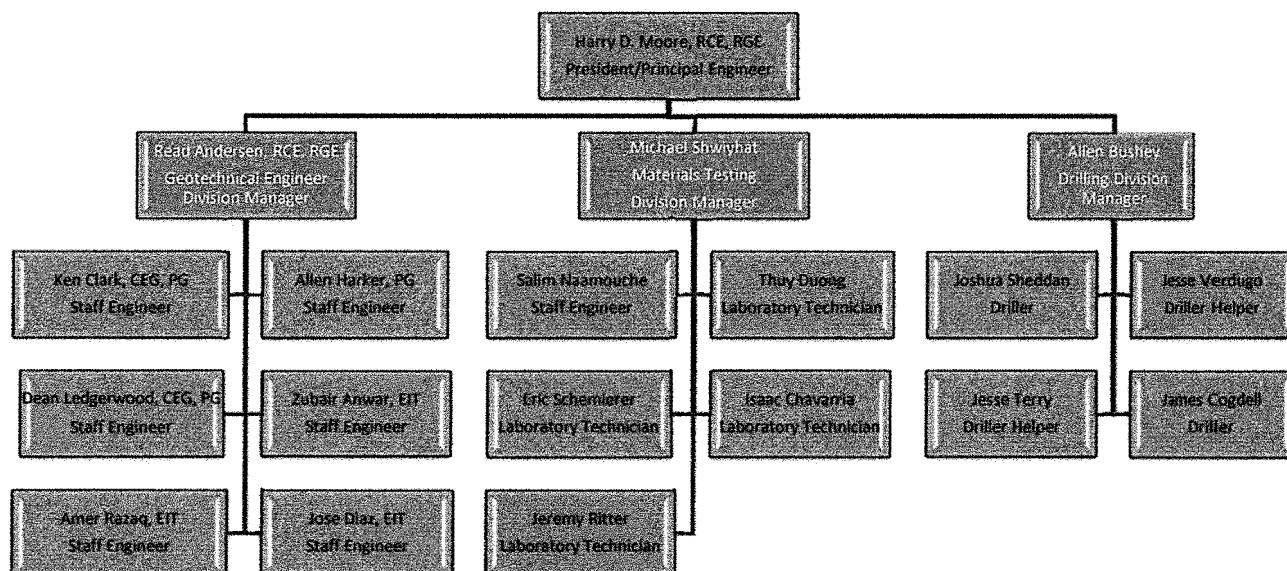 Harry D. Moore, RCE, RGE
President/Principal Engineer
Read Andersen, RCE, RGE
Geotechnical Engineer
Division Manager
Michael Shwiyhat
Materials Testing
Division Manager
Allen Bushey
Drilling Division
Manager
Ken Clark, CEG, PG
Staff Engineer
Allen Harker, PG
Staff Engineer
Salim Naamouche
Staff Engineer
Thuy Duong
Laboratory Technician
Joshua Sheddan
Driller
Jesse Verdugo
Driller Helper
Dean Ledgerwood, CEG, PG
Staff Engineer
Zubair Anwar, EIT
Staff Engineer
Eric Schemierer
Laboratory Technician
Isaac Chavarria
Laboratory Technician
Jesse Terry
Driller Helper
James Cogdell
Driller
Amer Razaq, EIT
Staff Engineer
Jose Diaz, EIT
Staff Engineer
Jeremy Ritter
Laboratory Technician